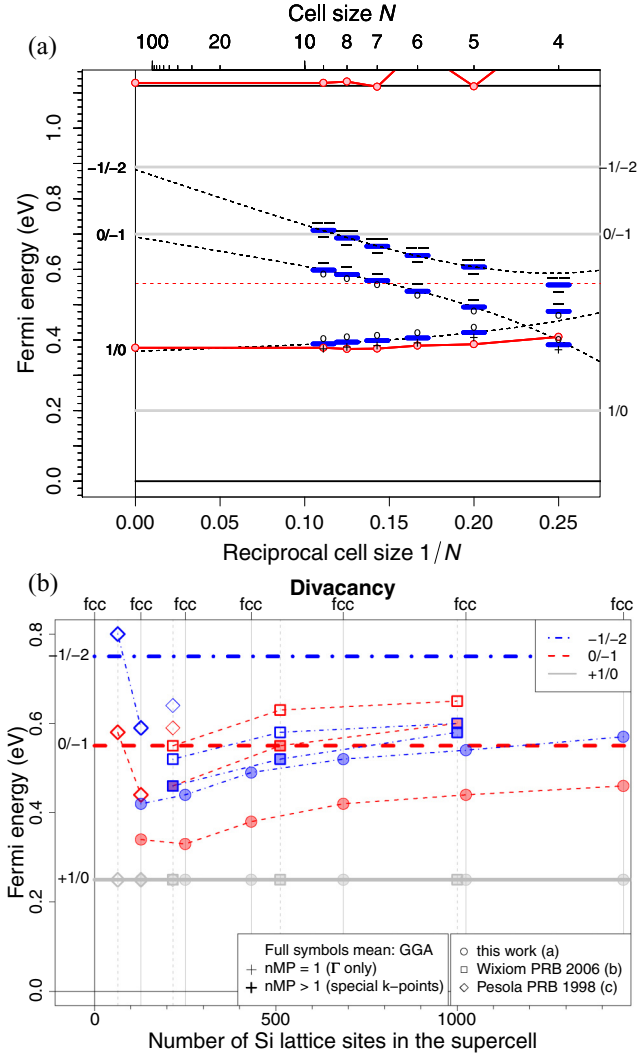 Cell size N
(a)
100 20 10 8 7 6 5 4
Fermi energy (eV)
1.0
0.8
0.6
0.4
0.2
0.0
-1/-2
0/-1
1/0
-1/-2
0/-1
1/0
0.00 0.05 0.10 0.15 0.20 0.25
Reciprocal cell size 1/N
(b)
Divacancy
fcc fcc fcc fcc fcc fcc fcc
Fermi energy (eV)
0.8
0.6
0.4
0.2
0.0
-1/-2
0/-1
+1/0
-1/-2
0/-1
+1/0
Full symbols mean: GGA
+ nMP = 1 (Γ only)
+ nMP > 1 (special k-points)
this work (a)
Wixiom PRB 2006 (b)
Pesola PRB 1998 (c)
0 500 1000
Number of Si lattice sites in the supercell